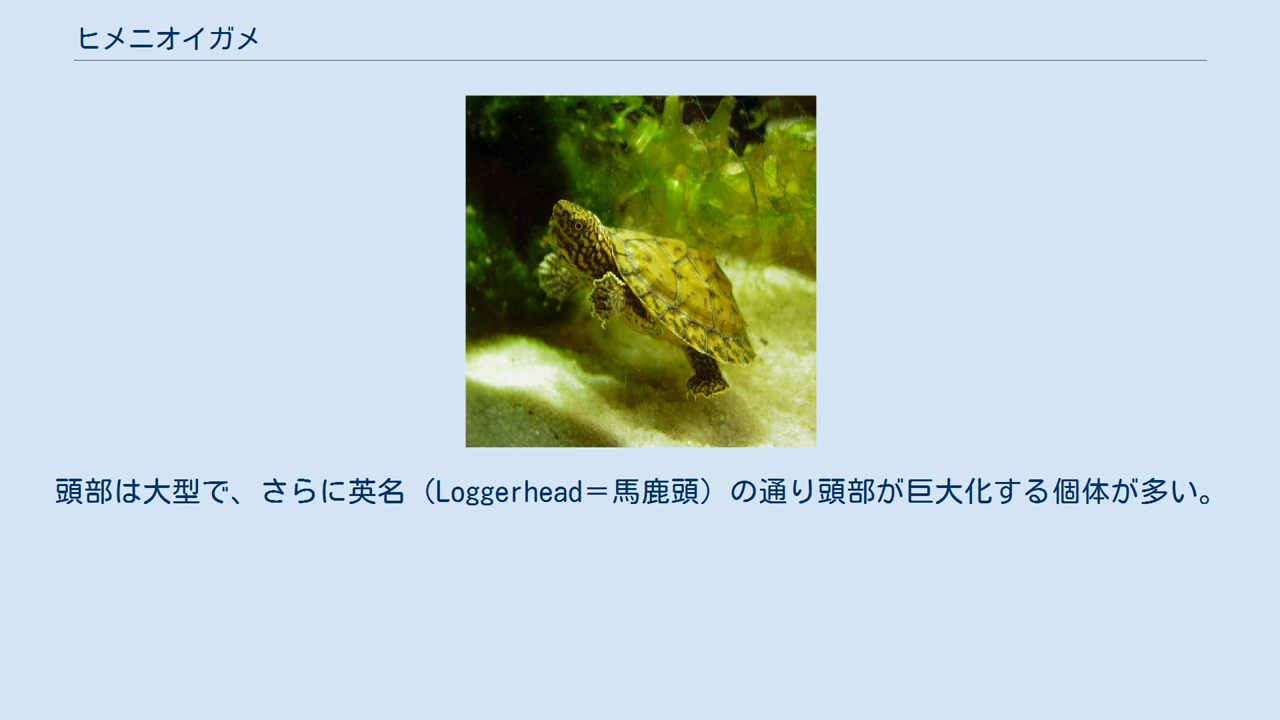 ヒメニオイガメ
頭部は大型で、さらに英名（Loggerhead＝馬鹿頭）の通り頭部が巨大化する個体が多い。